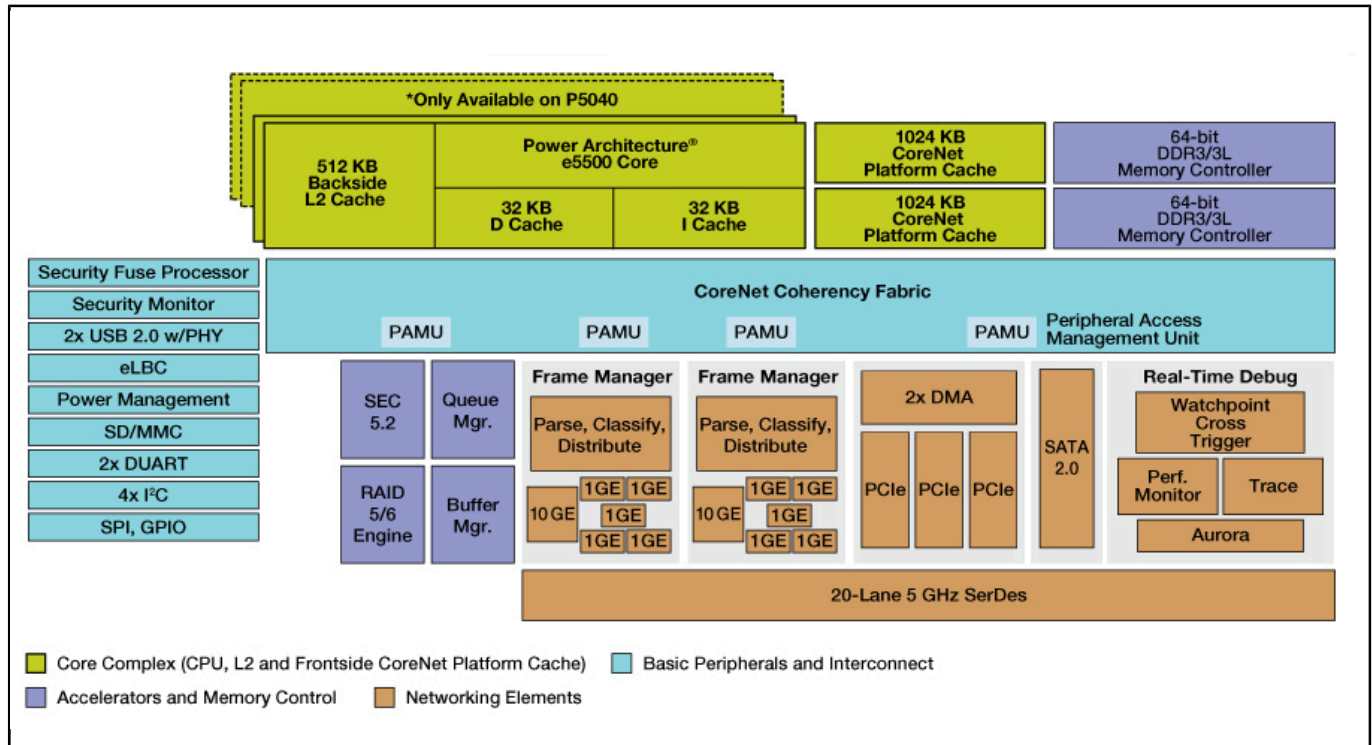 *Only Available on P5040
512 KB
Backside
L2 Cache
Power Architecture®
e5500 Core
32 KB
D Cache
32 KB
I Cache
1024 KB
CoreNet
Platform Cache
1024 KB
CoreNet
Platform Cache
64-bit
DDR3/3L
Memory Controller
64-bit
DDR3/3L
Memory Controller
Security Fuse Processor
Security Monitor
2x USB 2.0 w/PHY
eLBC
Power Management
SD/MMC
2x DUART
4x I²C
SPI, GPIO
CoreNet Coherency Fabric
PAMU
PAMU
PAMU
PAMU
Peripheral Access
Management Unit
SEC
5.2
Queue
Mgr.
RAID
5/6
Engine
Buffer
Mgr.
Frame Manager
Parse, Classify,
Distribute
10 GE
1GE 1GE
1GE
1GE 1GE
Frame Manager
Parse, Classify,
Distribute
10 GE
1GE 1GE
1GE
1GE 1GE
2x DMA
PCIe
PCIe
PCIe
SATA
2.0
Real-Time Debug
Watchpoint
Cross
Trigger
Perf.
Monitor
Trace
Aurora
20-Lane 5 GHz SerDes
Core Complex (CPU, L2 and Frontside CoreNet Platform Cache)
Basic Peripherals and Interconnect
Accelerators and Memory Control
Networking Elements